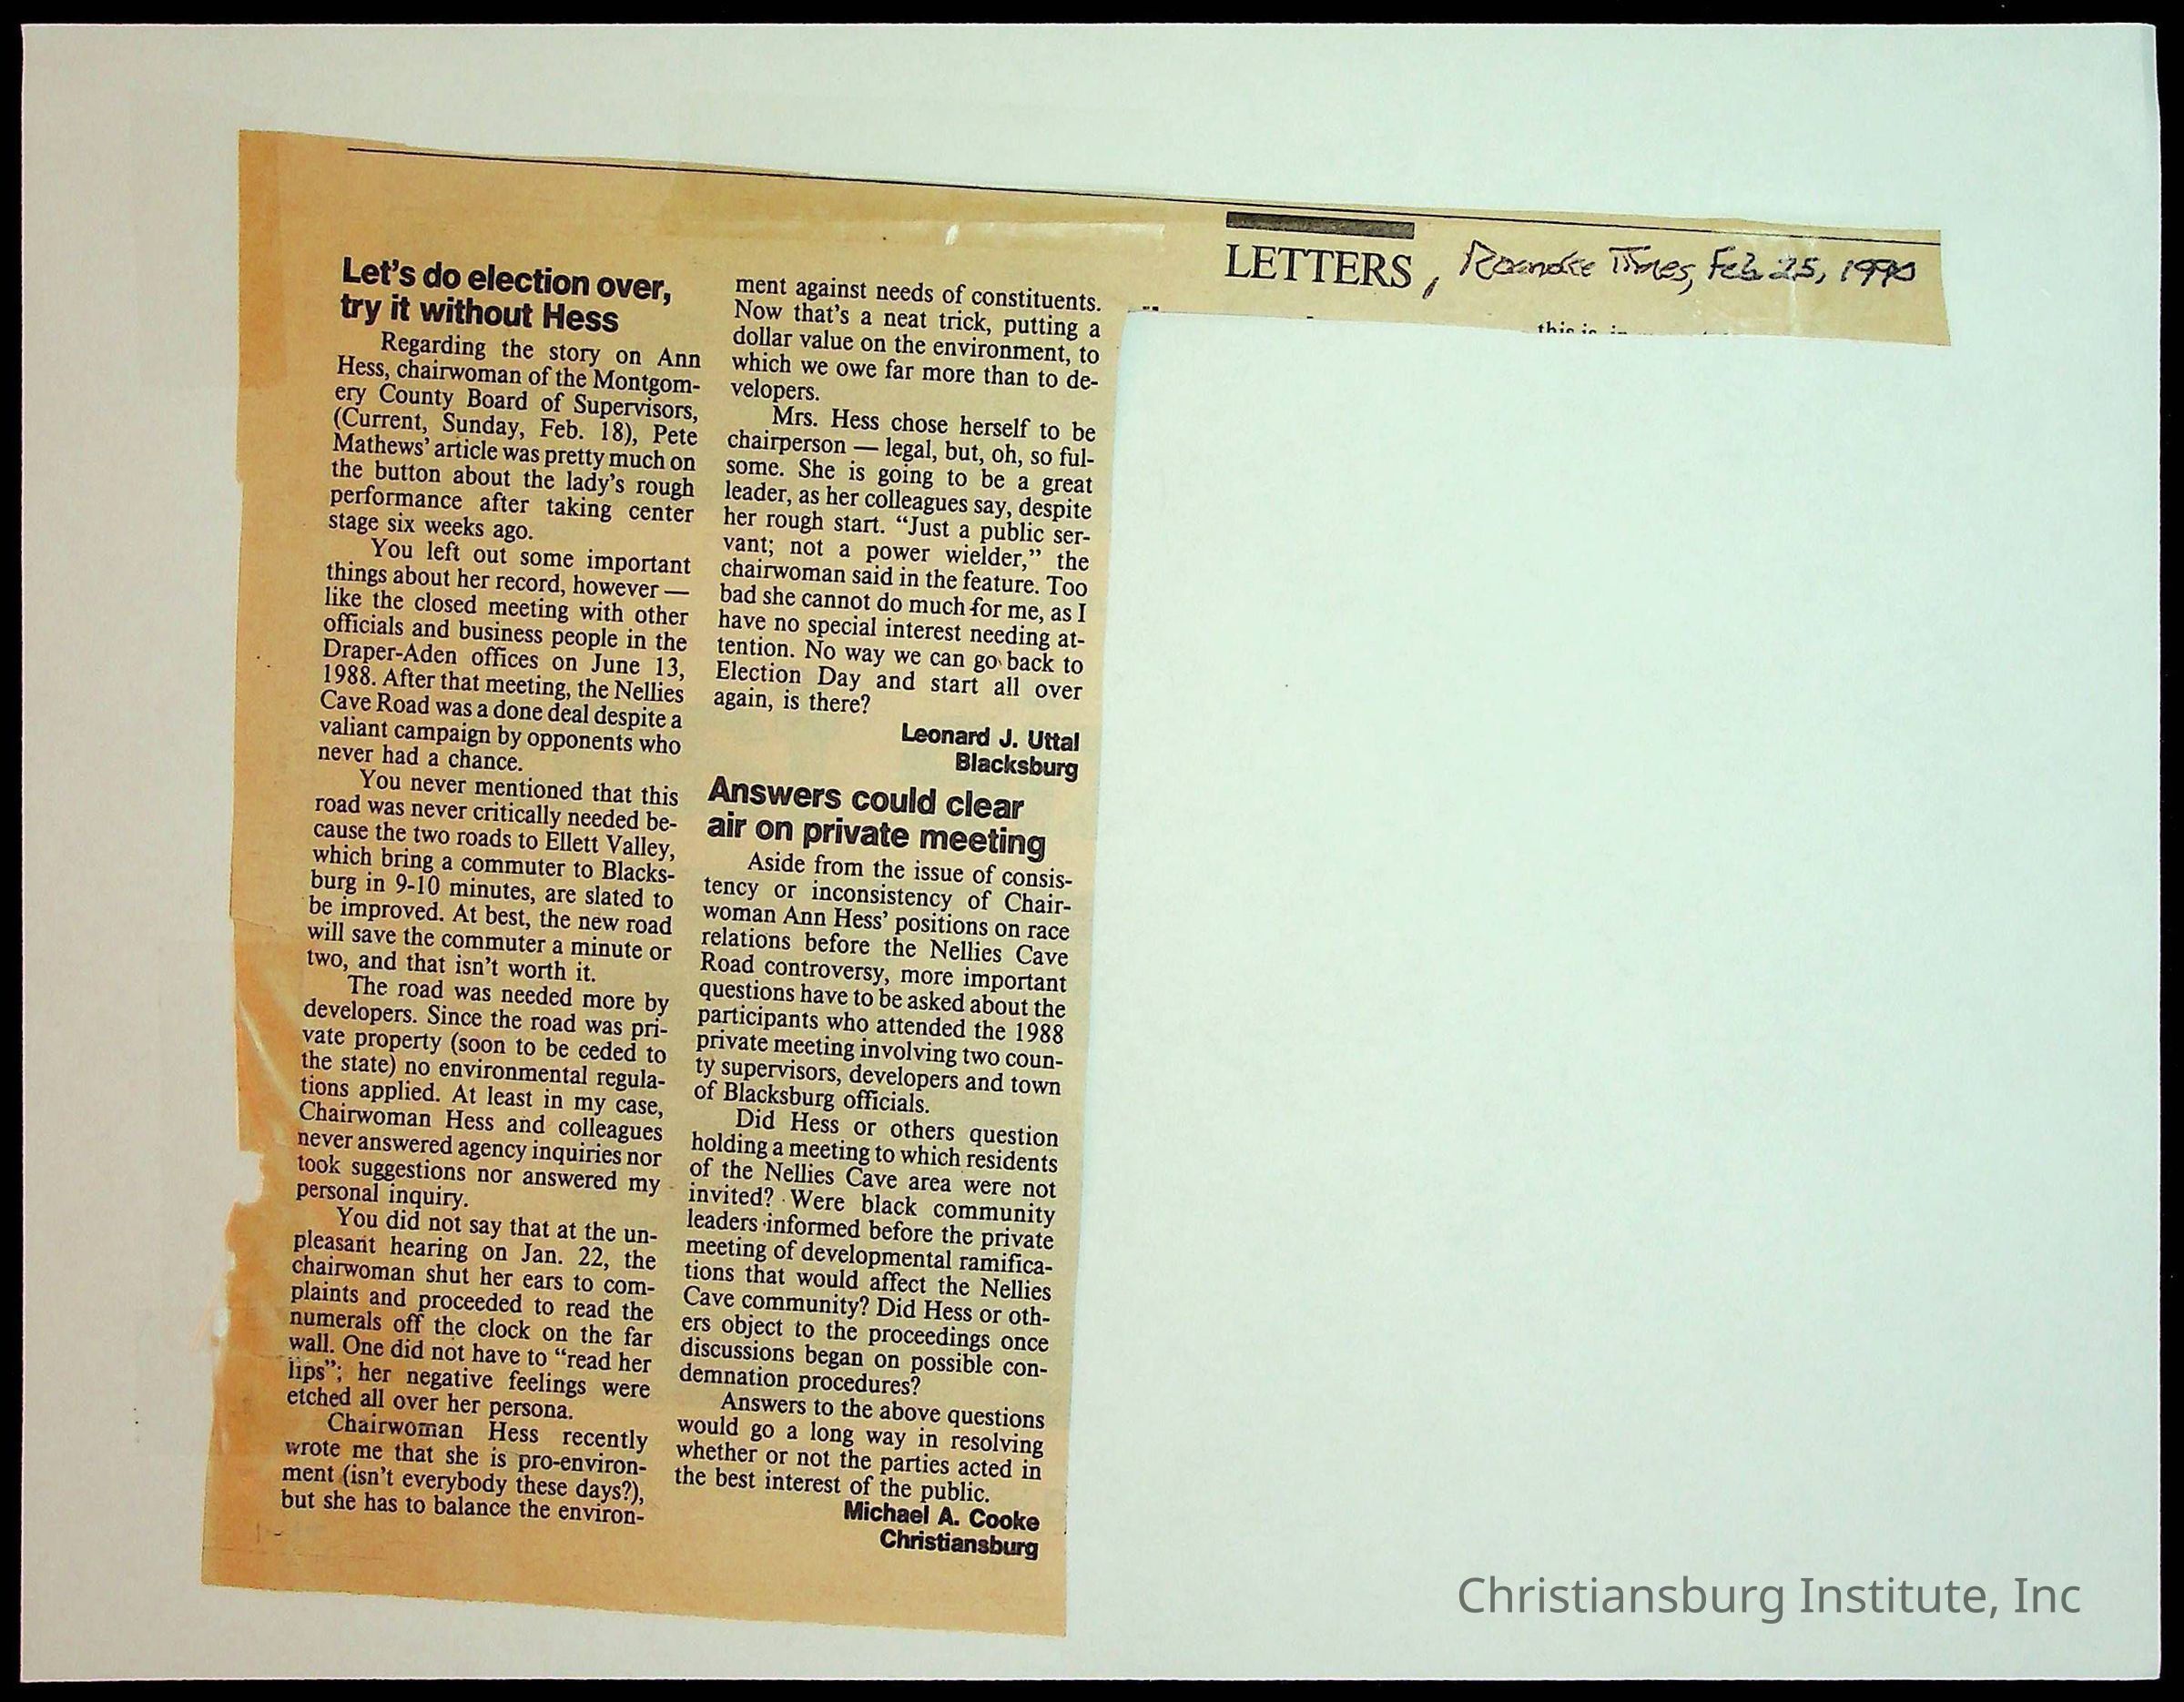 LETTERS, Roanoke Times, Feb 25, 1990
this is
Let's do election over,
try it without Hess
Regarding the story on Ann
Hess, chairwoman of the Montgom-
ery County Board of Supervisors,
(Current, Sunday, Feb. 18), Pete
Mathews' article was pretty much on
the button about the lady's rough
performance after taking center
stage six weeks ago.
You left out some important
things about her record, however —
like the closed meeting with other
officials and business people in the
Draper-Aden offices on June 13,
1988. After that meeting, the Nellies
Cave Road was a done deal despite a
valiant campaign by opponents who
never had a chance.
You never mentioned that this
road was never critically needed be-
cause the two roads to Ellett Valley,
which bring a commuter to Blacks-
burg in 9-10 minutes, are slated to
be improved. At best, the new road
will save the commuter a minute or
two, and that isn't worth it.
The road was needed more by
developers. Since the road was pri-
vate property (soon to be ceded to
the state) no environmental regula-
tions applied. At least in my case,
Chairwoman Hess and colleagues
never answered agency inquiries nor
took suggestions nor answered my
personal inquiry.
You did not say that at the un-
pleasant hearing on Jan. 22, the
chairwoman shut her ears to com-
plaints and proceeded to read the
numerals off the clock on the far
wall. One did not have to “read her
lips”; her negative feelings were
etched all over her persona.
Chairwoman Hess recently
wrote me that she is pro-environ-
ment (isn't everybody these days?),
but she has to balance the environ-
ment against needs of constituents.
Now that's a neat trick, putting a
dollar value on the environment, to
which we owe far more than to de-
velopers.
Mrs. Hess chose herself to be
chairperson — legal, but, oh, so ful-
some. She is going to be a great
leader, as her colleagues say, despite
her rough start. “Just a public ser-
vant; not a power wielder,” the
chairwoman said in the feature. Too
bad she cannot do much for me, as I
have no special interest needing at-
tention. No way we can go back to
Election Day and start all over
again, is there?
Leonard J. Uttal
Blacksburg
Answers could clear
air on private meeting
Aside from the issue of consis-
tency or inconsistency of Chair-
woman Ann Hess' positions on race
relations before the Nellies Cave
Road controversy, more important
questions have to be asked about the
participants who attended the 1988
private meeting involving two coun-
ty supervisors, developers and town
of Blacksburg officials.
Did Hess or others question
holding a meeting to which residents
of the Nellies Cave area were not
invited? Were black community
leaders informed before the private
meeting of developmental ramifica-
tions that would affect the Nellies
Cave community? Did Hess or oth-
ers object to the proceedings once
discussions began on possible con-
demnation procedures?
Answers to the above questions
would go a long way in resolving
whether or not the parties acted in
the best interest of the public.
Michael A. Cooke
Christiansburg
Christiansburg Institute, Inc